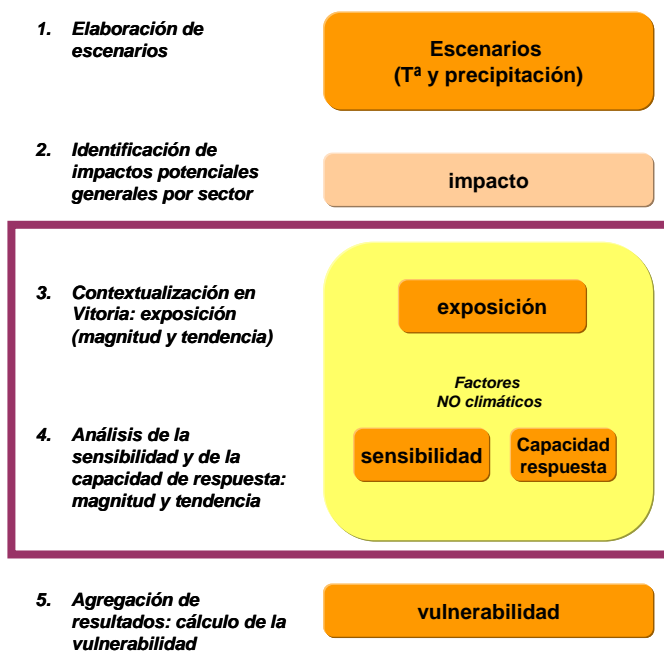 1. Elaboración de
escenarios
Escenarios
(Tª y precipitación)
2. Identificación de
impactos potenciales
generales por sector
impacto
3. Contextualización en
Vitoria: exposición
(magnitud y tendencia)
exposición
Factores
NO climáticos
4. Análisis de la
sensibilidad y de la
capacidad de respuesta:
magnitud y tendencia
sensibilidad
Capacidad
respuesta
5. Agregación de
resultados: cálculo de la
vulnerabilidad
vulnerabilidad